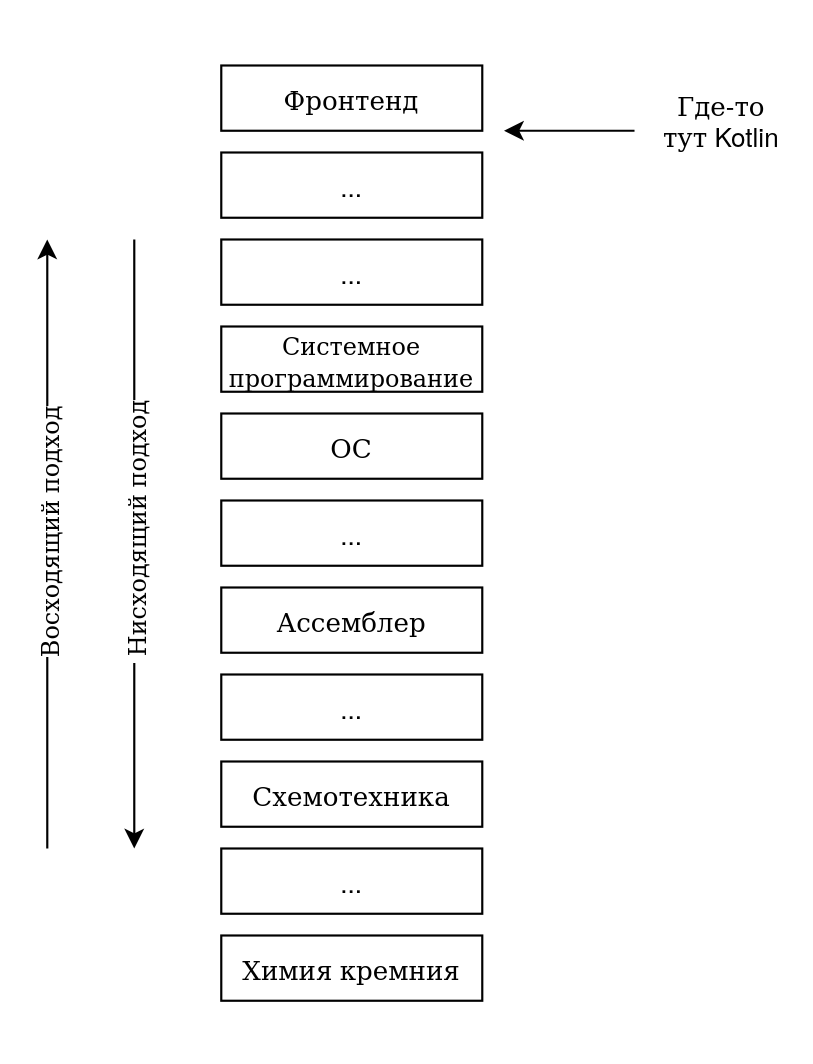 Фронтенд
Где-то
тут Kotlin
...
...
Системное
программирование
ОС
...
Ассемблер
...
Схемотехника
...
Химия кремния
Восходящий подход
Нисходящий подход